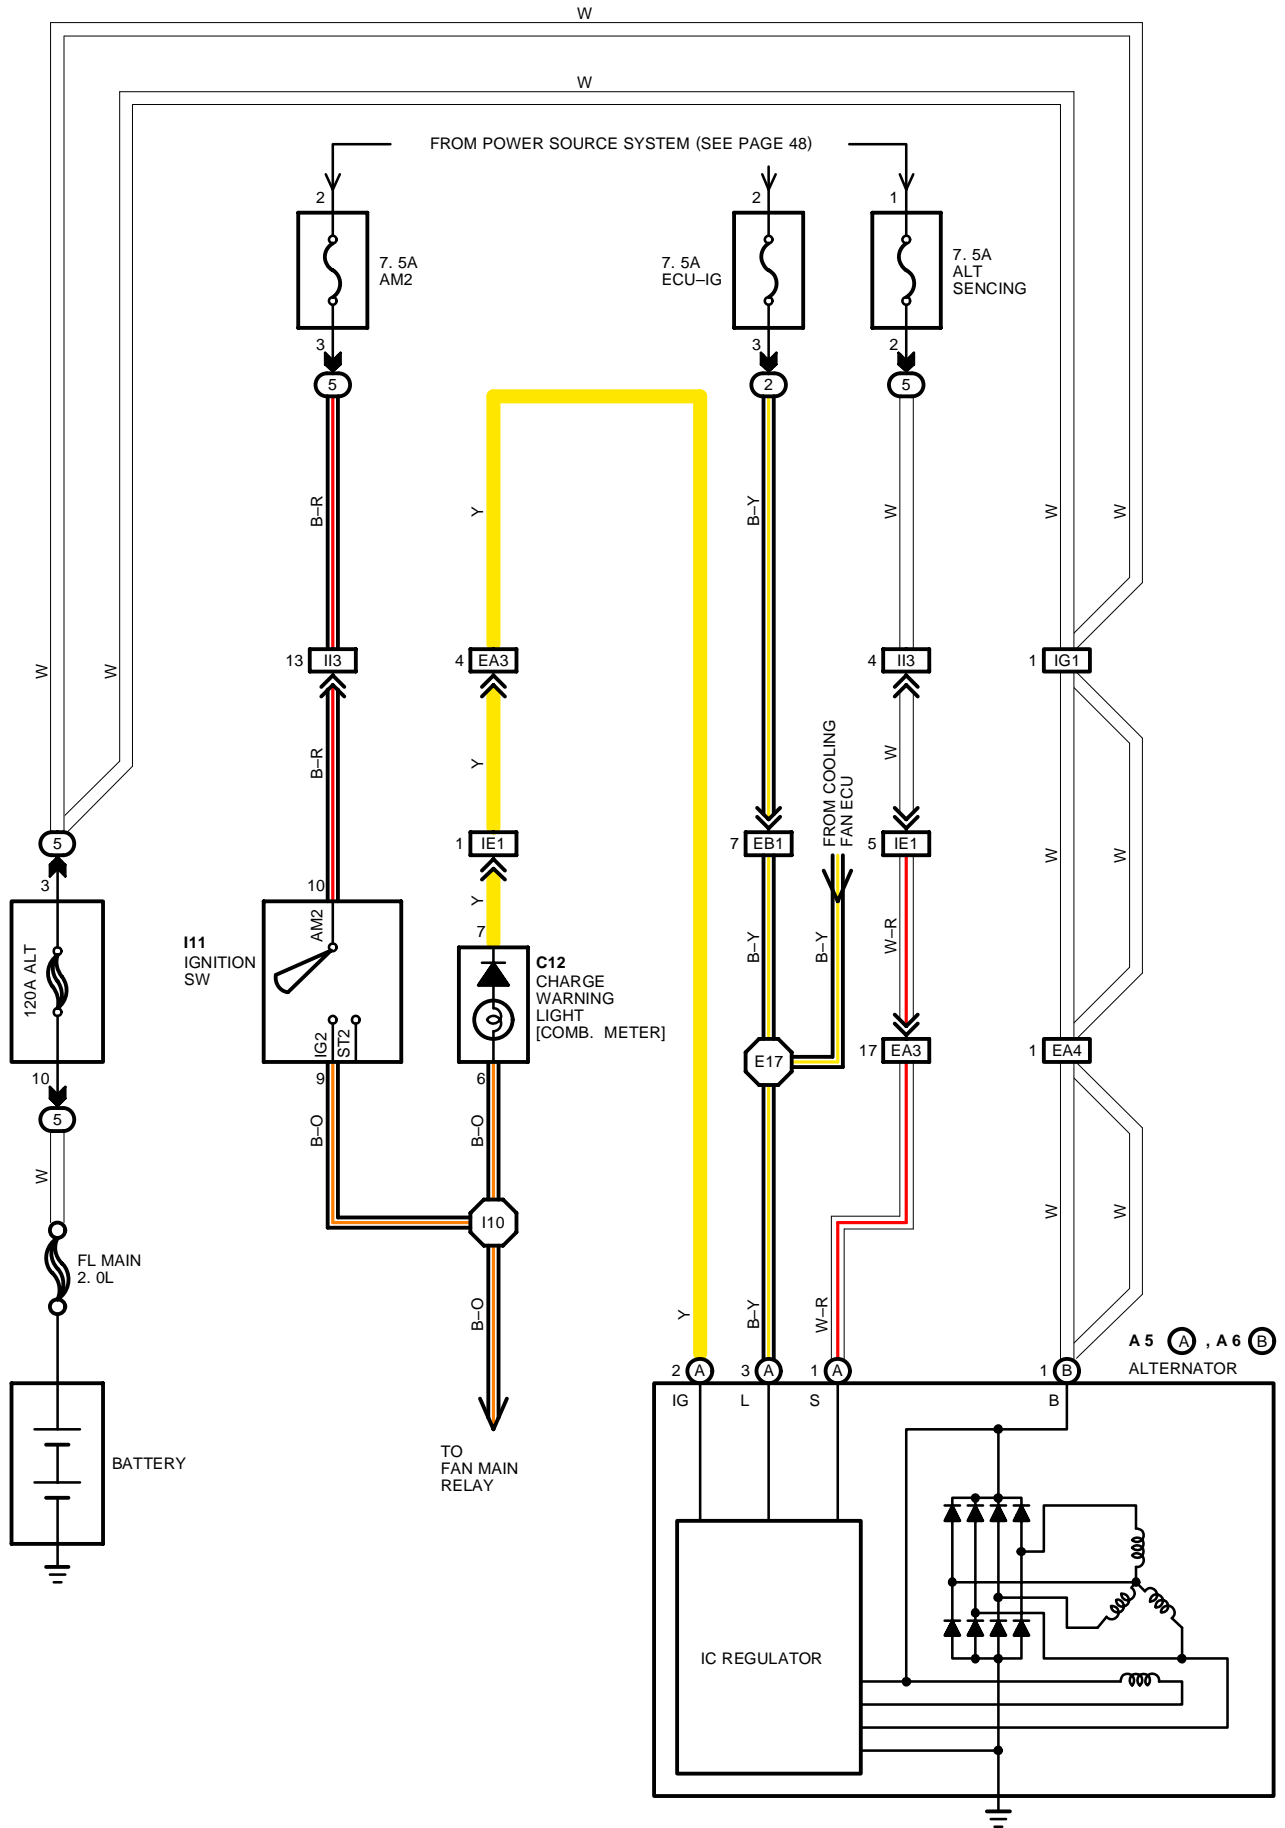 W
W
FROM POWER SOURCE SYSTEM (SEE PAGE 48)
2
2
1
7. 5A
AM2
7. 5A
ECU–IG
7. 5A
ALT
SENCING
3
3
2
5
2
5
B–R
Y
B–Y
W
W
W
W
W
13
II3
4
EA3
4
II3
1
IG1
B–R
Y
W
FROM COOLING
FAN ECU
5
1
IE1
7
EB1
5
IE1
W
W
3
10
Y
7
120A ALT
I11
IGNITION
SW
AM2
IG2
ST2
C12
CHARGE
WARNING
LIGHT
[COMB. METER]
B–Y
B–Y
W–R
E17
17
EA3
1
EA4
10
9
6
5
B–O
B–O
W
I10
W
W
FL MAIN
2. 0L
B–O
Y
B–Y
W–R
A 5 A , A 6 B
ALTERNATOR
2
A
3
A
1
A
1
B
IG
L
S
B
BATTERY
TO
FAN MAIN
RELAY
IC REGULATOR